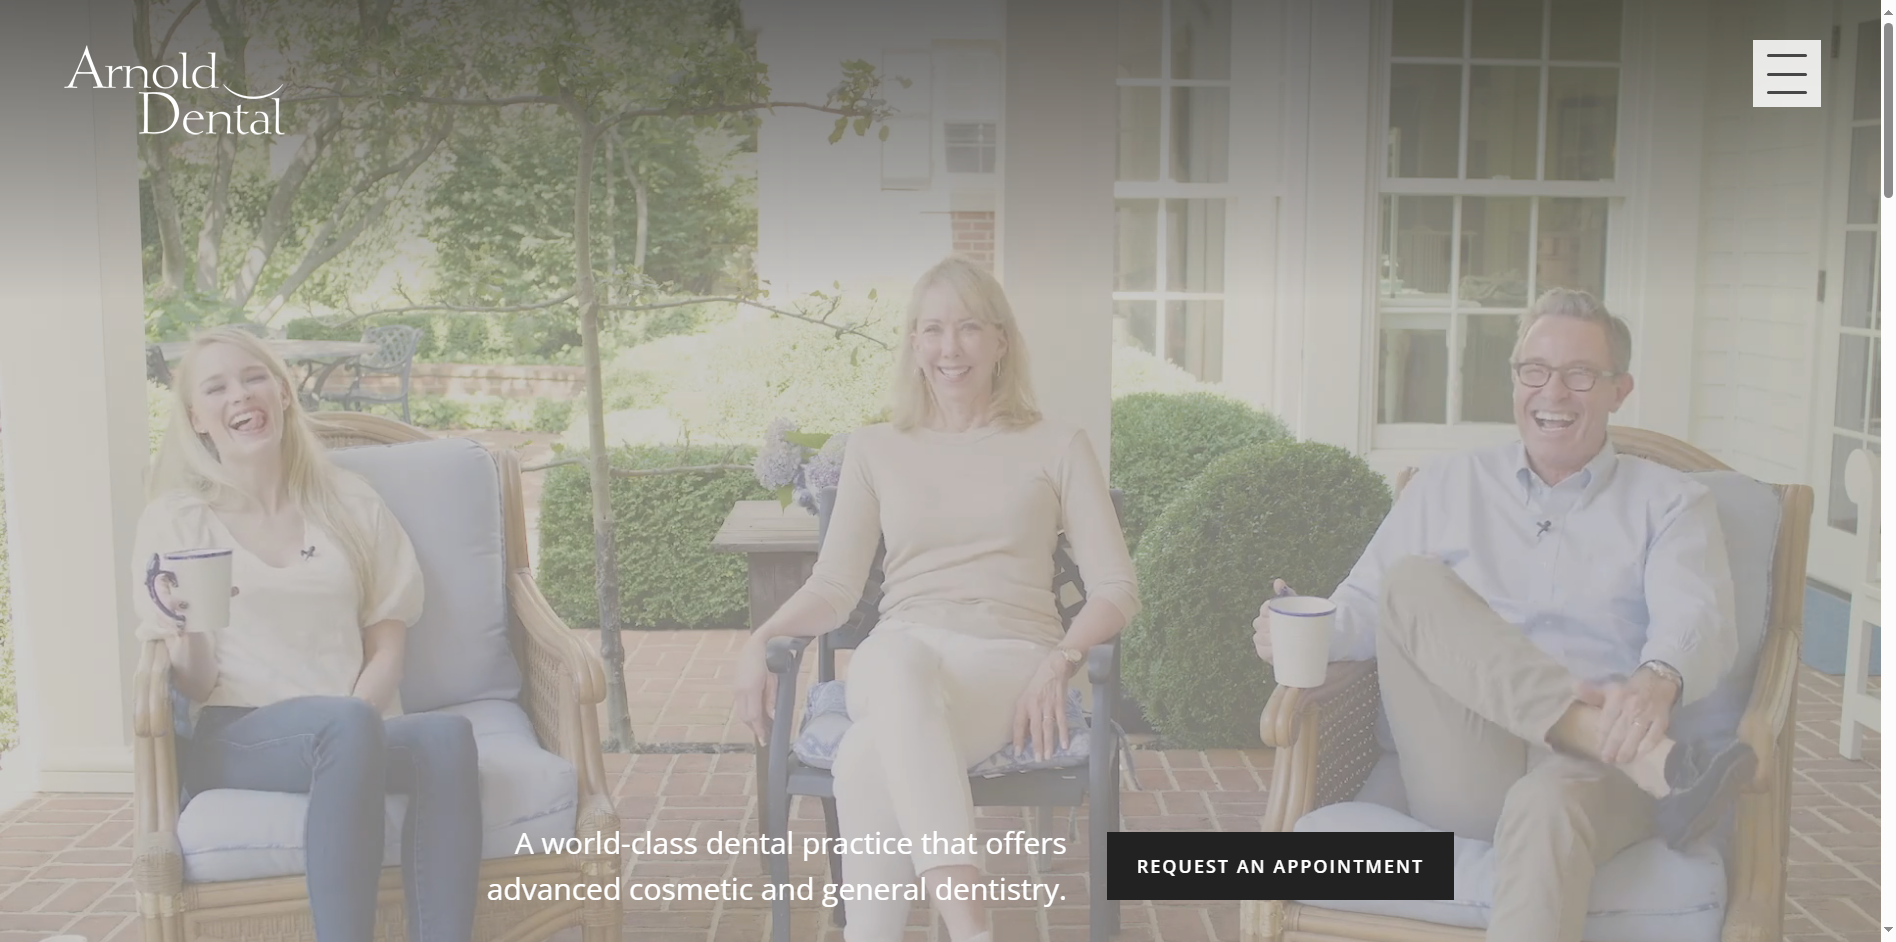 Arnold
Dental
A world-class dental practice that offers
advanced cosmetic and general dentistry.
REQUEST AN APPOINTMENT